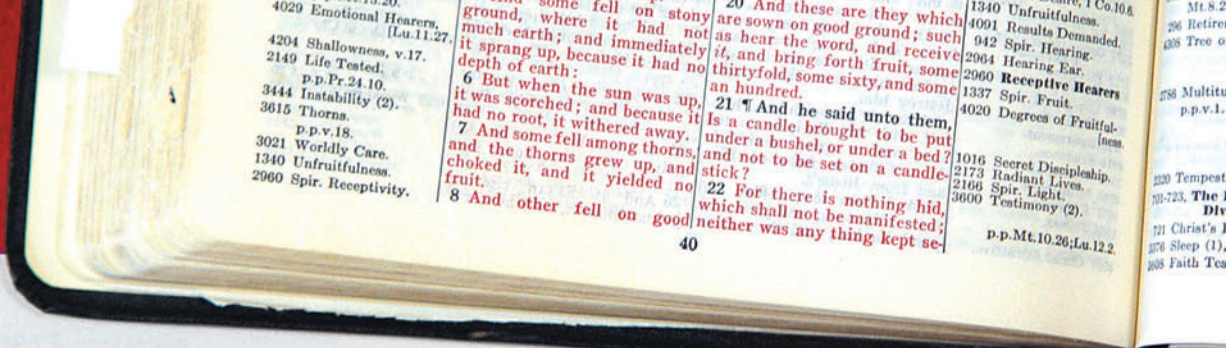 4029 Emotional Hearers,
[Lu.11.27.
4204 Shallowness, v.17.
2149 Life Tested.
p.p.Pr.24.10.
3444 Instability (2).
3615 Thorns.
p.p.v.18.
3021 Worldly Care.
1340 Unfruitfulness.
2960 Spir. Receptivity.
some fell on stony
ground, where it had not
much earth; and immediately
it sprang up, because it had no
depth of earth:
6 But when the sun was up,
it was scorched; and because it
had no root, it withered away.
7 And some fell among thorns,
and the thorns grew up, and
choked it, and it yielded no
fruit.
8 And other fell on good
20 And these are they which
are sown on good ground; such
as hear the word, and receive
it, and bring forth fruit, some
thirtyfold, some sixty, and some
an hundred.
21 ¶ And he said unto them,
Is a candle brought to be put
under a bushel, or under a bed?
and not to be set on a candle-
stick?
22 For there is nothing hid,
which shall not be manifested;
neither was any thing kept se-
40
1 Co.10.6.
1340 Unfruitfulness.
4091 Results Demanded.
942 Spir. Hearing.
2964 Hearing Ear.
2960 Receptive Hearers
1337 Spir. Fruit.
4020 Degrees of Fruitful-
[ness.
1016 Secret Discipleship.
2173 Radiant Lives.
2166 Spir. Light.
3600 Testimony (2).
p.p.Mt.10.26;Lu.12.2.
Mt.8.2
Retire
Tree o
Multitu
p.p.v.1.
Tempest
The
Christ's
Sleep (1),
Faith Tes